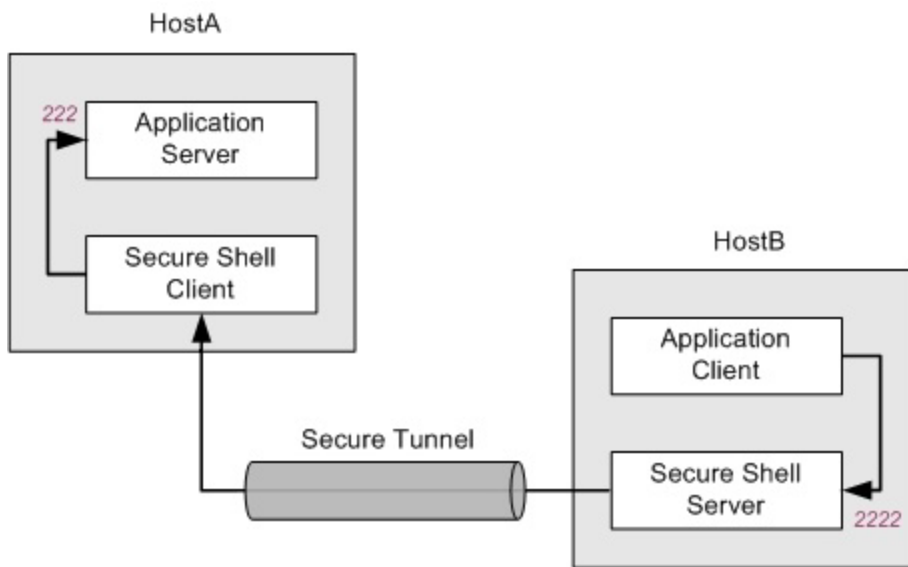 HostA
222
Application
Server
Secure Shell
Client
HostB
Application
Client
Secure Tunnel
Secure Shell
Server
2222